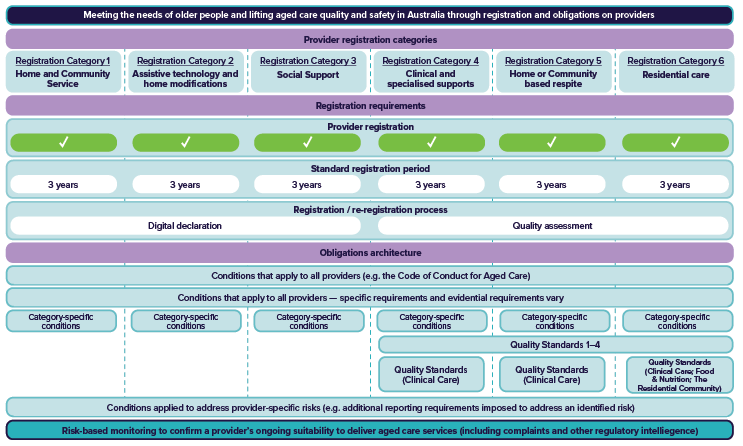 Meeting the needs of older people and lifting aged care quality and safety in Australia through registration and obligations on providers
Provider registration categories
Registration Category 1
Home and Community
Service
Registration Category 2
Assistive technology and
home modifications
Registration Category 3
Social Support
Registration Category 4
Clinical and
specialised supports
Registration Category 5
Home or Community
based respite
Registration Category 6
Residential care
Registration requirements
Provider registration
Standard registration period
3 years
3 years
3 years
3 years
3 years
3 years
Registration / re-registration process
Digital declaration
Quality assessment
Obligations architecture
Conditions that apply to all providers (e.g. the Code of Conduct for Aged Care)
Conditions that apply to all providers — specific requirements and evidential requirements vary
Category-specific
conditions
Category-specific
conditions
Category-specific
conditions
Category-specific
conditions
Category-specific
conditions
Category-specific
conditions
Quality Standards 1–4
Quality Standards
(Clinical Care)
Quality Standards
(Clinical Care)
Quality Standards
(Clinical Care; Food
& Nutrition; The
Residential Community)
Conditions applied to address provider-specific risks (e.g. additional reporting requirements imposed to address an identified risk)
Risk-based monitoring to confirm a provider's ongoing suitability to deliver aged care services (including complaints and other regulatory intelliegence)